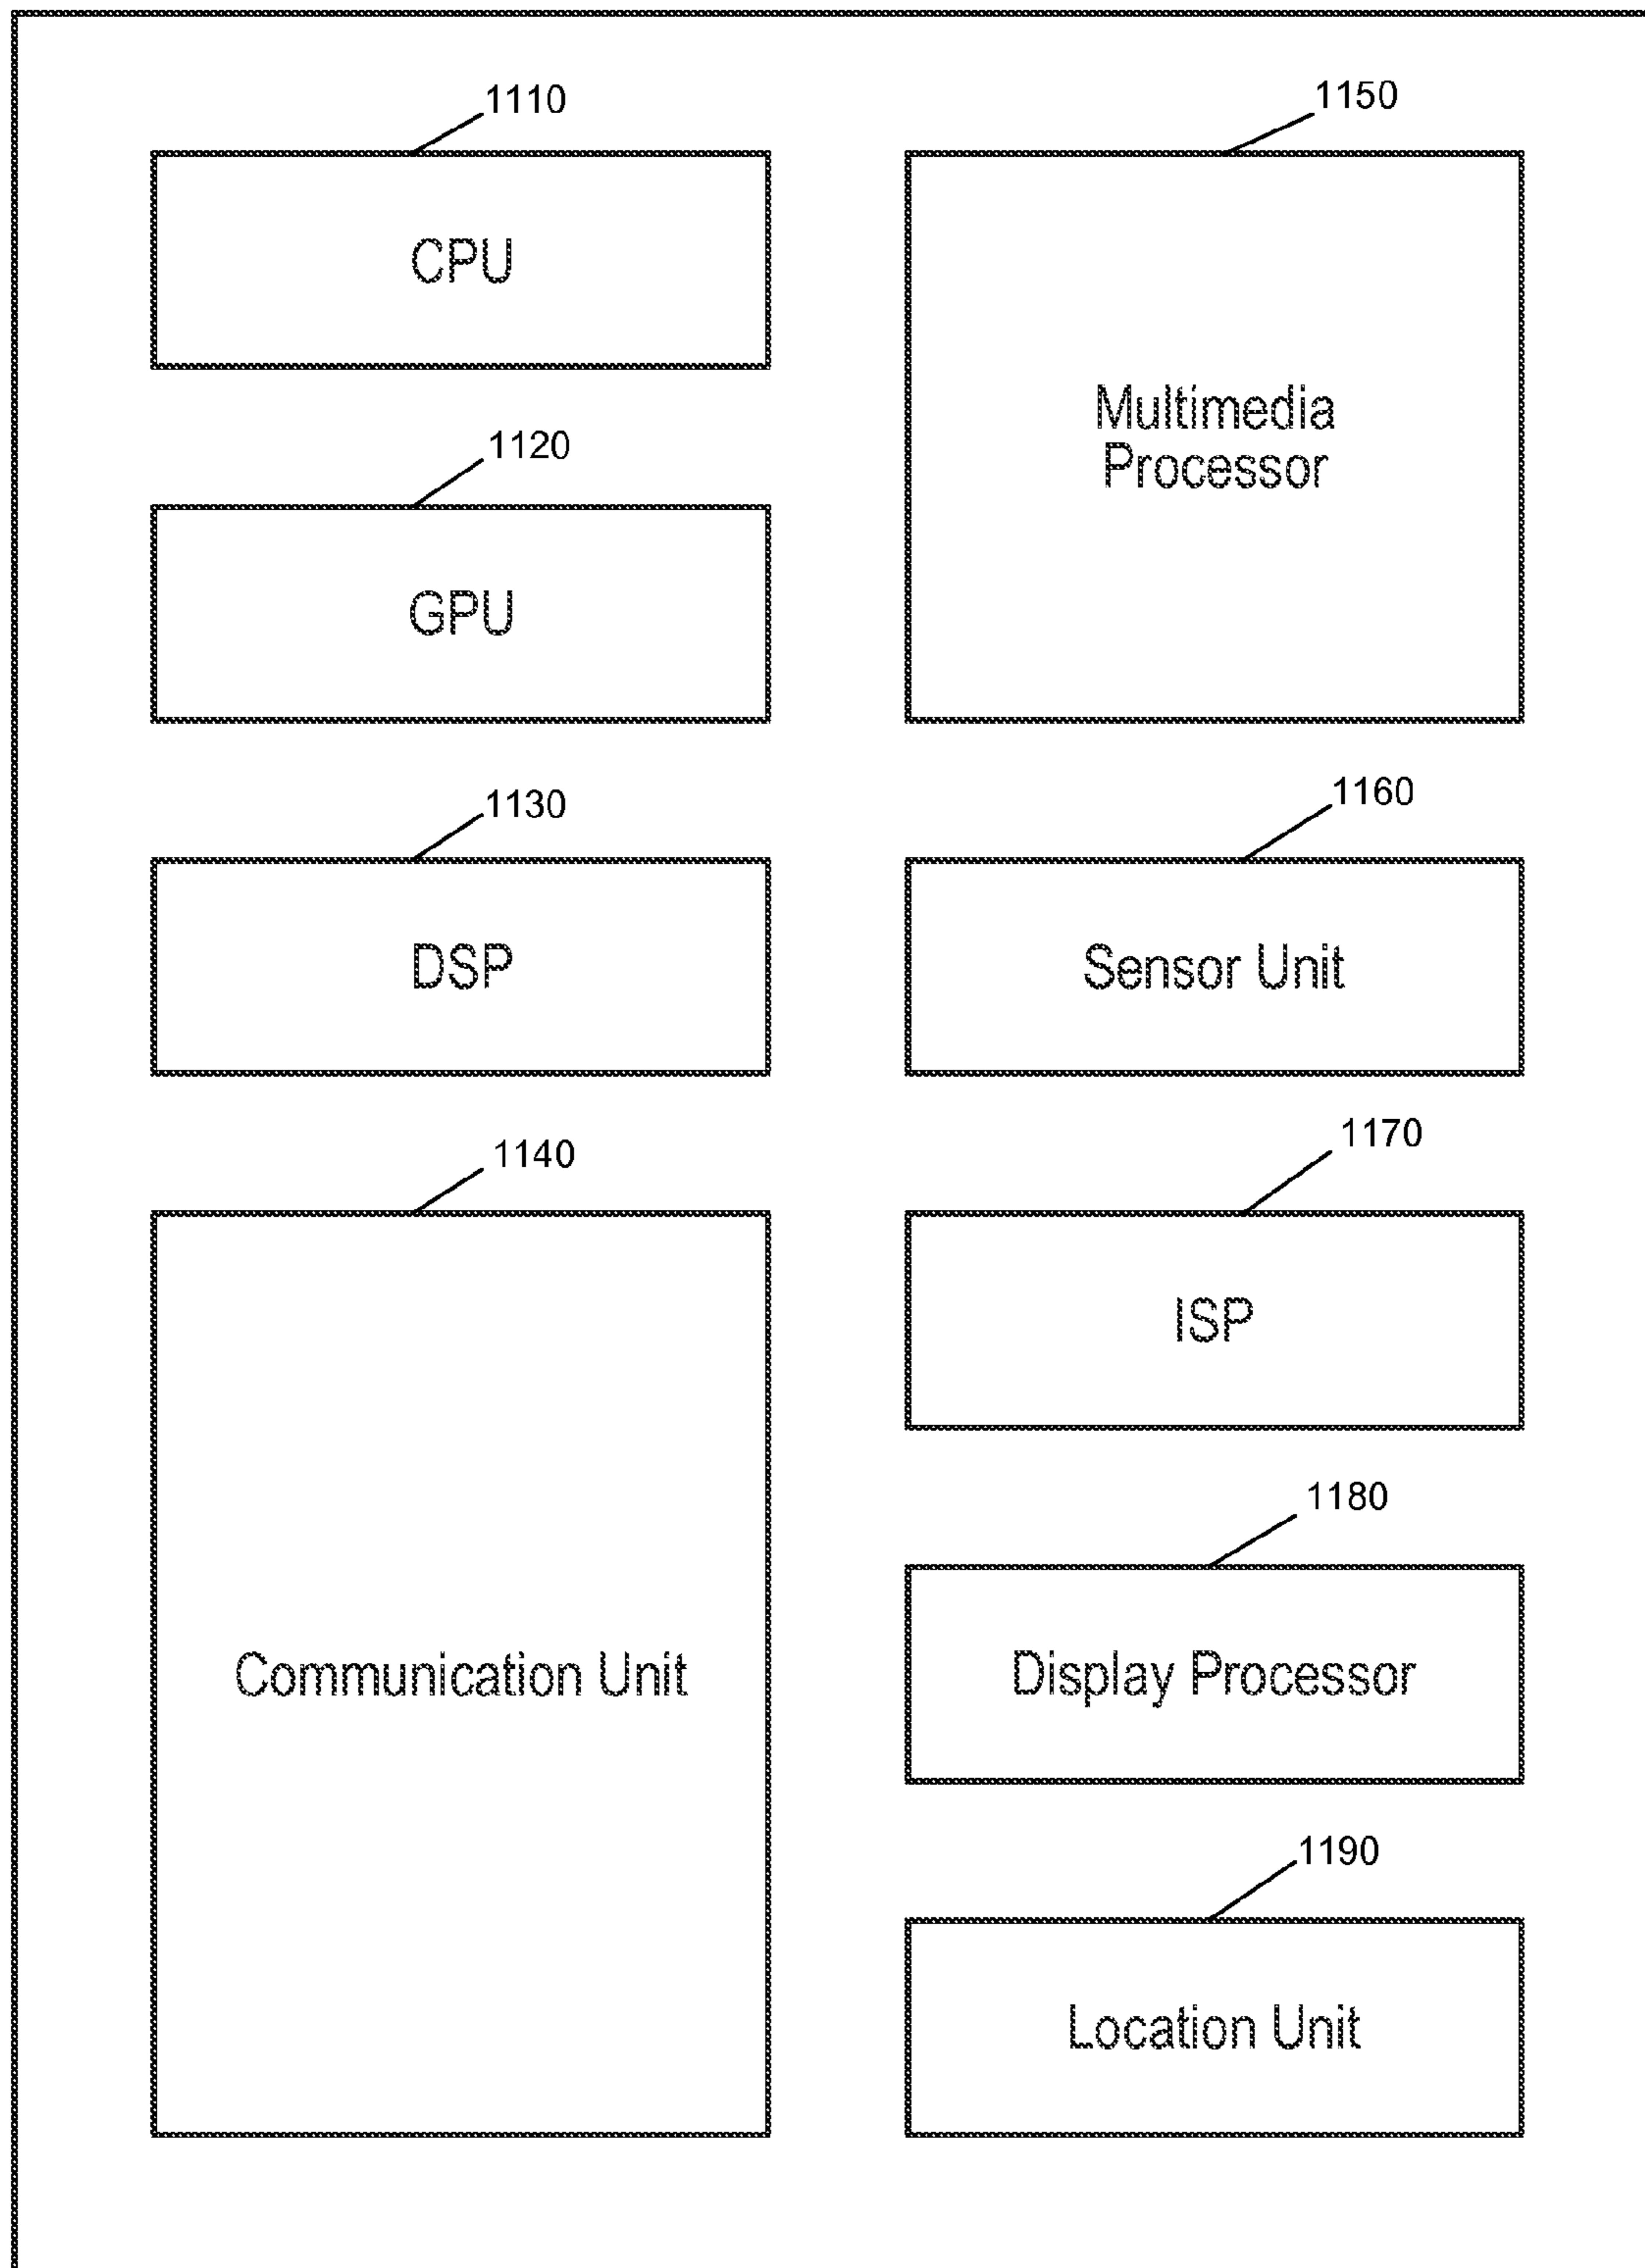 1110
CPU
1120
GPU
1130
DSP
1140
Communication Unit
1150
Multimedia
Processor
1160
Sensor Unit
1170
ISP
1180
Display Processor
1190
Location Unit